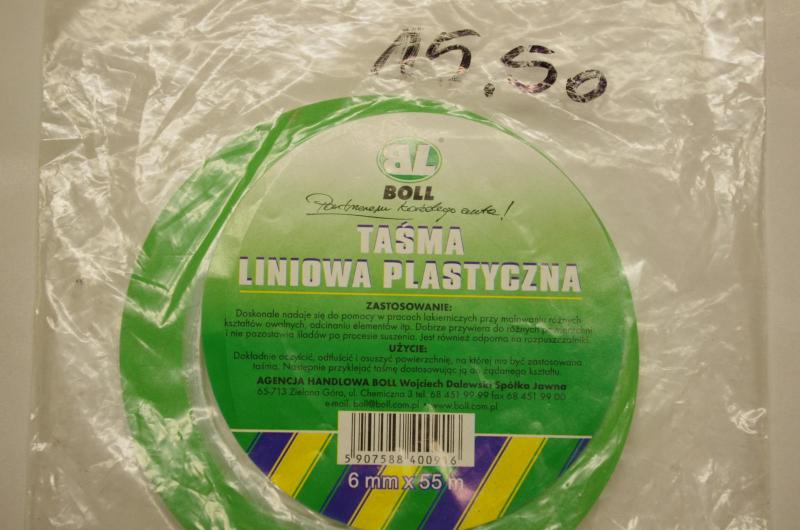 15,50
BL
BOLL
Partnerem każdego auta!
TAŚMA
LINIOWA PLASTYCZNA
ZASTOSOWANIE:
Doskonale nadaje się do pomocy w pracach lakierniczych przy malowaniu różnych
kształtów owalnych, odcinaniu elementów itp. Dobrze przywiera do różnych powierzchni
i nie pozostawia śladów po procesie suszenia. Jest również odporna na rozpuszczalniki.
UŻYCIE:
Dokładnie oczyścić, odtłuścić i osuszyć powierzchnię, na której ma być zastosowana
taśma. Następnie przyklejać taśmę dostosowując ją do żądanego kształtu.
AGENCJA HANDLOWA BOLL Wojciech Dalewski Spółka Jawna
65-713 Zielona Góra, ul. Chemiczna 3 tel. 68 451 99 99 fax 68 451 99 00
e-mail. boll@boll.com.pl • www.boll.com.pl
5 907588 400916
6 mm x 55 m